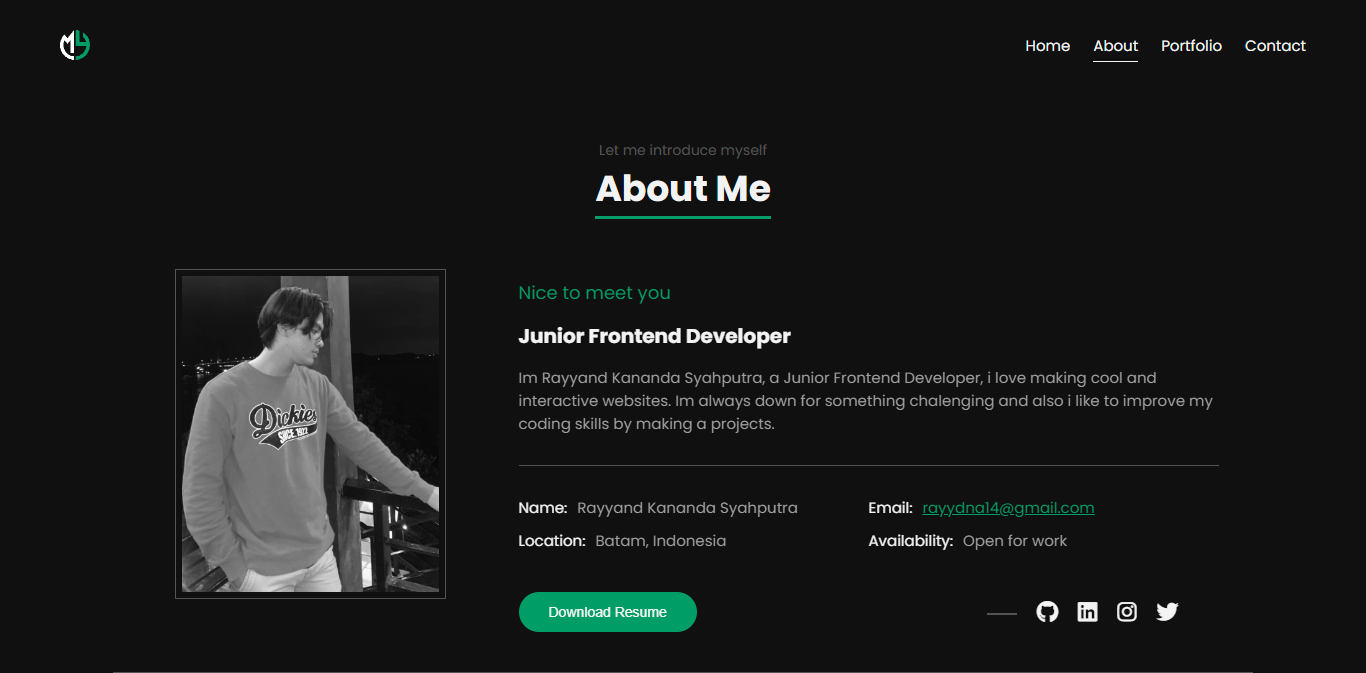 Home About Portfolio Contact
Let me introduce myself
About Me
Nice to meet you
Junior Frontend Developer
Im Rayyand Kananda Syahputra, a Junior Frontend Developer, i love making cool and
interactive websites. Im always down for something chalenging and also i like to improve my
coding skills by making a projects.
Dickies
SINCE 1922
Name: Rayyand Kananda Syahputra Email: rayydna14@gmail.com
Location: Batam, Indonesia Availability: Open for work
Download Resume